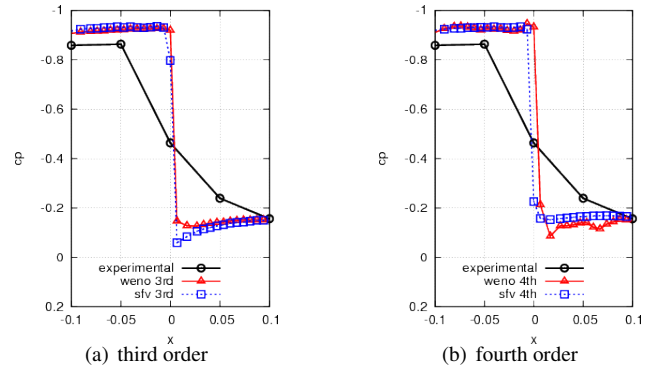 -1
-0.8
-0.6
-0.4
-0.2
0
0.2
cp
experimental
weno 3rd
sfv 3rd
-0.1 -0.05 0 0.05 0.1
x
(a) third order
-1
-0.8
-0.6
-0.4
-0.2
0
0.2
cp
experimental
weno 4th
sfv 4th
-0.1 -0.05 0 0.05 0.1
x
(b) fourth order